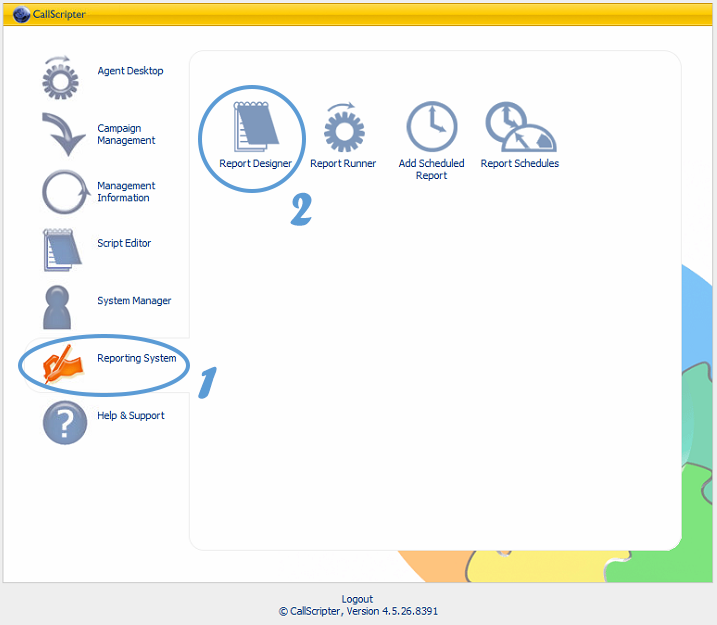 CallScripter
Agent Desktop
Campaign
Management
Management
Information
Script Editor
System Manager
Reporting System
Help & Support
?
1
Report Designer
Report Runner
Add Scheduled
Report
Report Schedules
2
Logout
© CallScripter, Version 4.5.26.8391